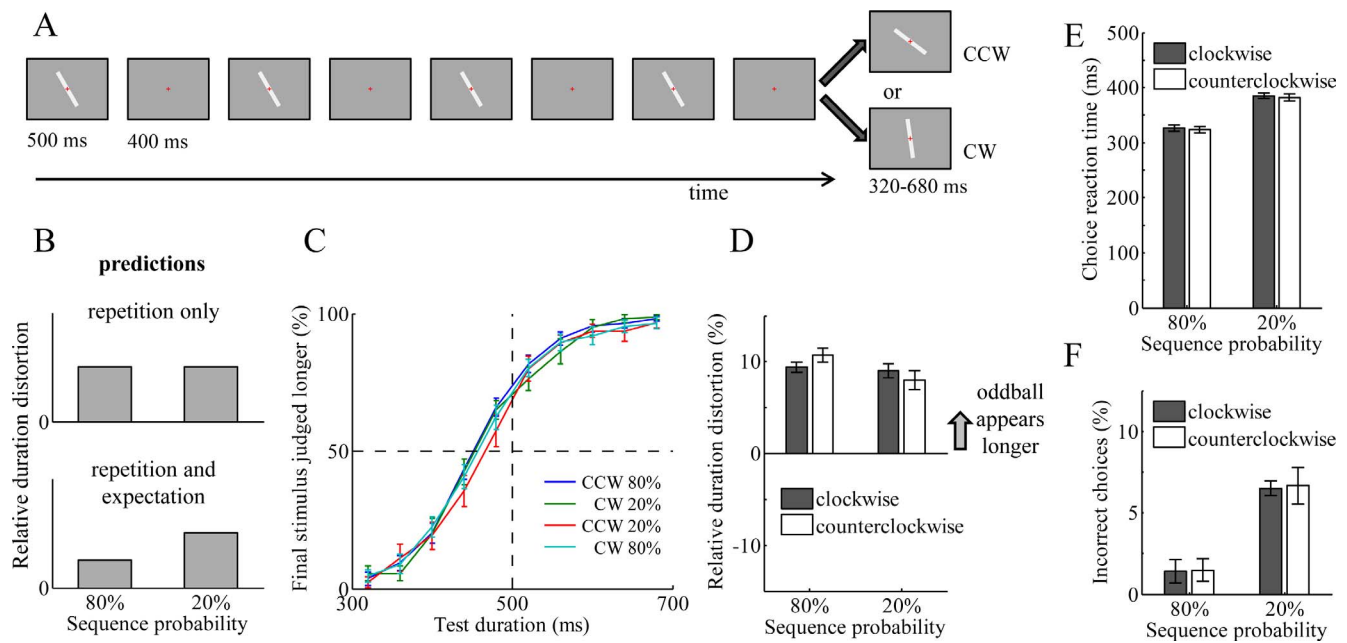 A
500 ms
400 ms
CCW
or
CW
320-680 ms
time
B
predictions
repetition only
0
repetition and
expectation
0
80%
20%
Sequence probability
Relative duration distortion
C
Final stimulus judged longer (%)
100
50
0
300
500
700
Test duration (ms)
CCW 80%
CW 20%
CCW 20%
CW 80%
D
Relative duration distortion (%)
10
0
-10
80%
20%
Sequence probability
clockwise
counterclockwise
oddball
appears
longer
E
Choice reaction time (ms)
500
400
300
200
100
0
clockwise
counterclockwise
80%
20%
Sequence probability
F
Incorrect choices (%)
10
5
0
clockwise
counterclockwise
80%
20%
Sequence probability